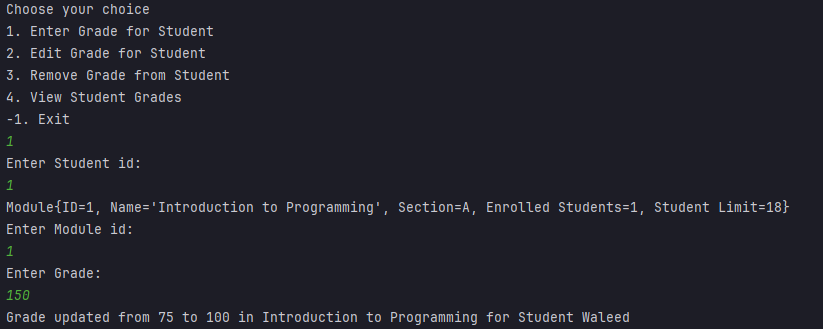 Choose your choice
1. Enter Grade for Student
2. Edit Grade for Student
3. Remove Grade from Student
4. View Student Grades
-1. Exit
1
Enter Student id:
1
Module{ID=1, Name='Introduction to Programming', Section=A, Enrolled Students=1, Student Limit=18}
Enter Module id:
1
Enter Grade:
150
Grade updated from 75 to 100 in Introduction to Programming for Student Waleed